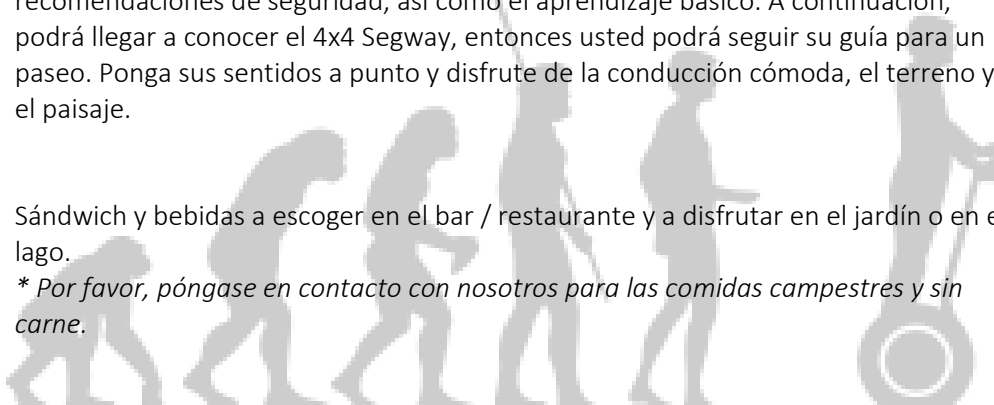 recomendaciones de seguridad, así como el aprendizaje básico. A continuación,
podrá llegar a conocer el 4x4 Segway, entonces usted podrá seguir su guía para un
paseo. Ponga sus sentidos a punto y disfrute de la conducción cómoda, el terreno y
el paisaje.
Sándwich y bebidas a escoger en el bar / restaurante y a disfrutar en el jardín o en e
lago.
* Por favor, póngase en contacto con nosotros para las comidas campestres y sin
carne.